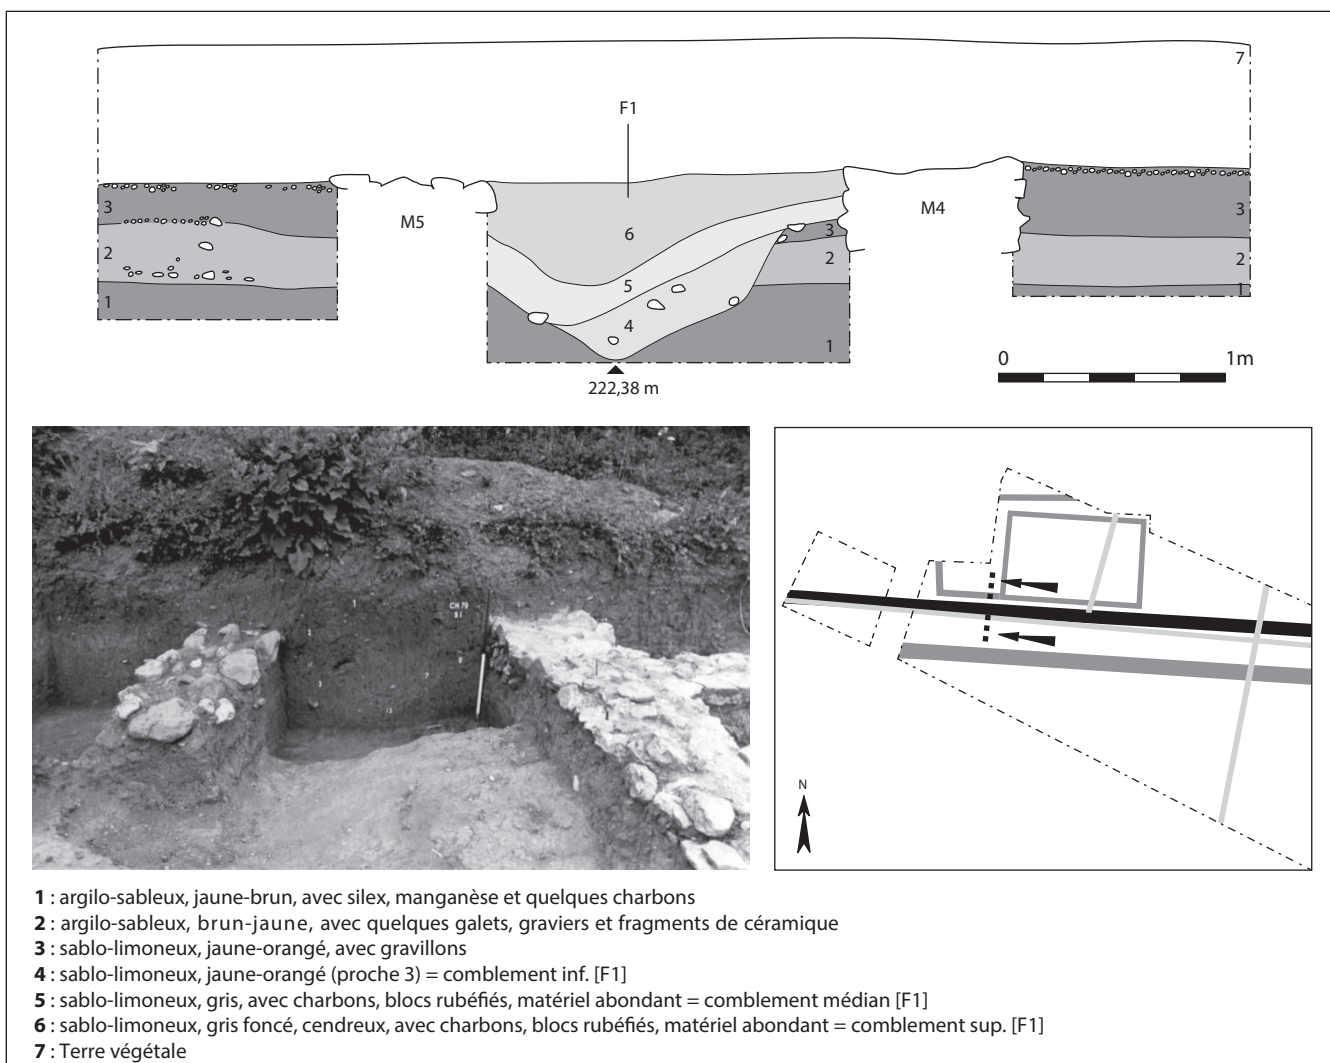 7
F1
3
M5
M4
3
6
3
2
2
2
5
1
4
1
1
0 1m
222,38 m
CH 79
S 1
N
1 : argilo-sableux, jaune-brun, avec silex, manganèse et quelques charbons
2 : argilo-sableux, brun-jaune, avec quelques galets, graviers et fragments de céramique
3 : sablo-limoneux, jaune-orangé, avec gravillons
4 : sablo-limoneux, jaune-orangé (proche 3) = comblement inf. [F1]
5 : sablo-limoneux, gris, avec charbons, blocs rubéfiés, matériel abondant = comblement médian [F1]
6 : sablo-limoneux, gris foncé, cendreux, avec charbons, blocs rubéfiés, matériel abondant = comblement sup. [F1]
7 : Terre végétale